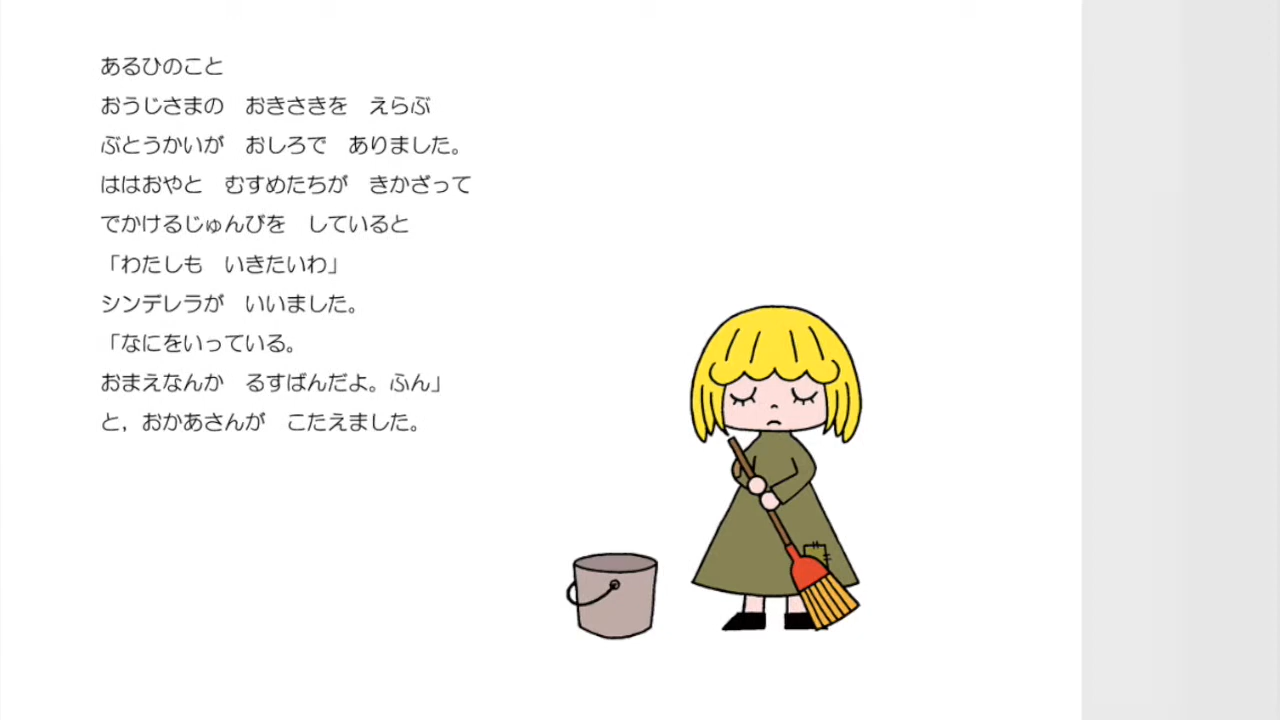 あるひのこと
おうじさまの　おきさきを　えらぶ
ぶとうかいが　おしろで　ありました。
ははおやと　むすめたちが　きかざって
でかけるじゅんびを　していると
「わたしも　いきたいわ」
シンデレラが　いいました。
「なにをいっている。
おまえなんか　るすばんだよ。ふん」
と，おかあさんが　こたえました。